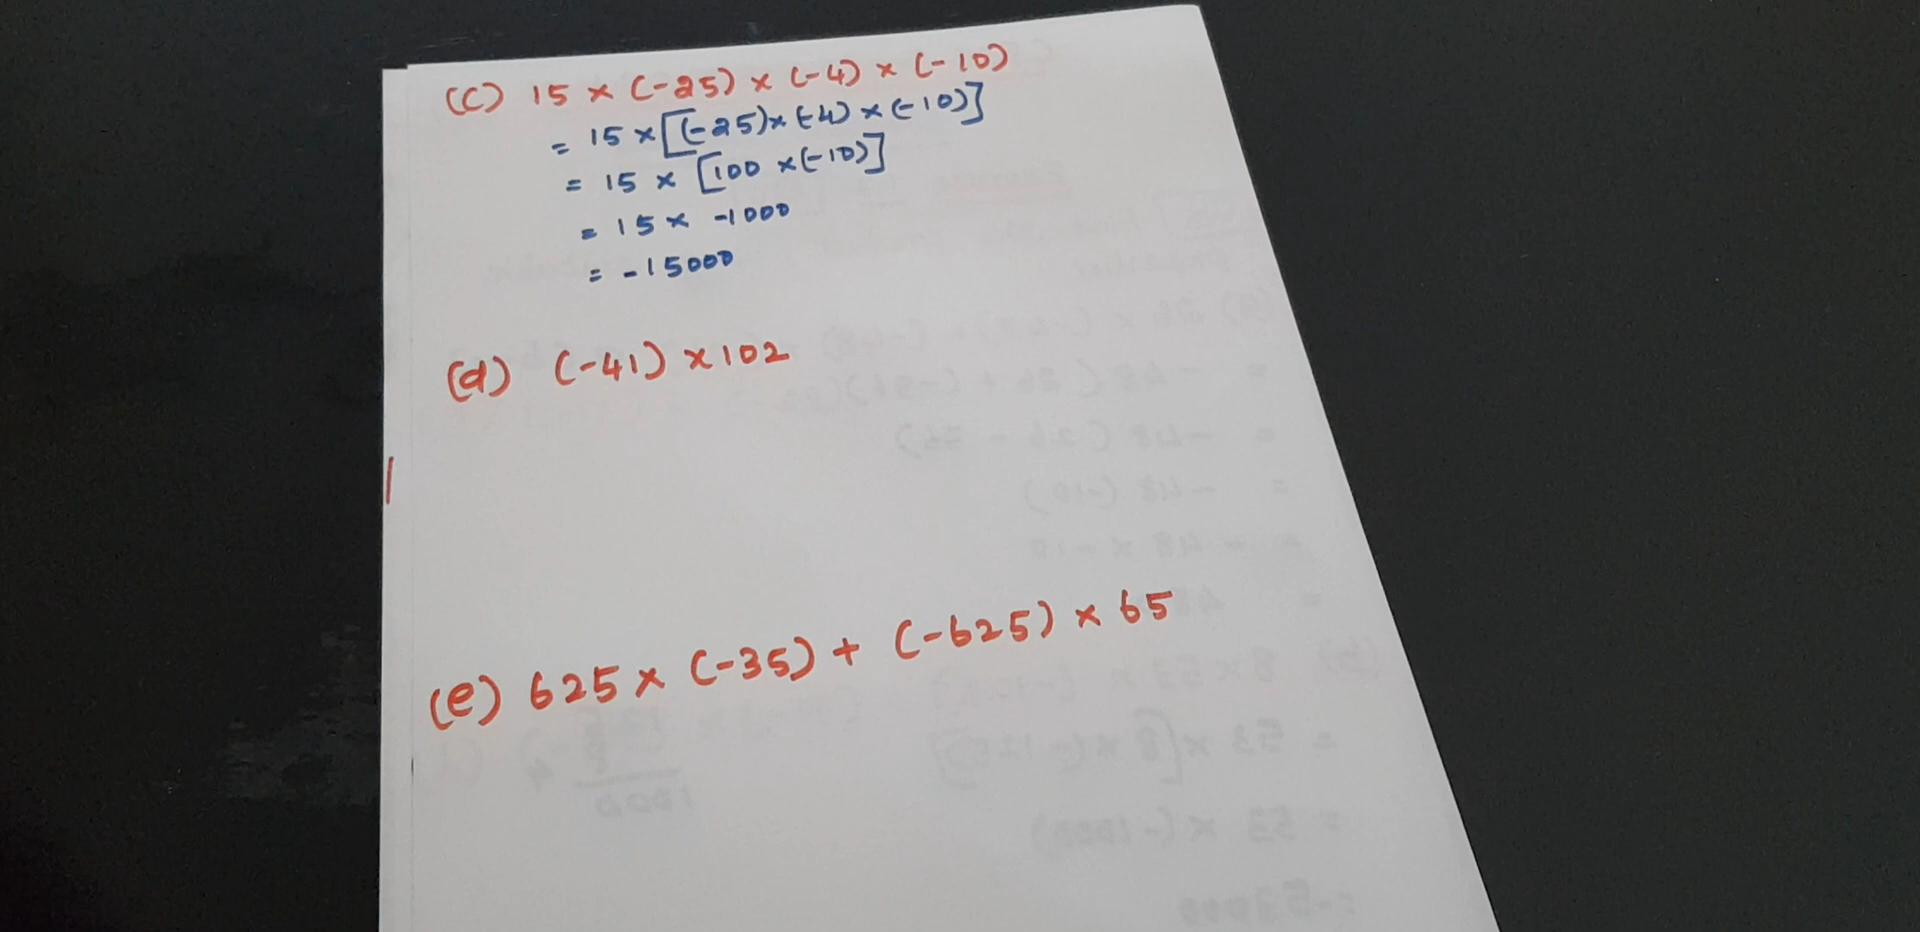 (c) 15 × (-25) × (-4) × (-10)
= 15 × [(-25) × (-4) × (-10)]
= 15 × [100 × (-10)]
= 15 × -1000
= -15000
(d) (-41) × 102
(e) 625 × (-35) + (-625) × 65